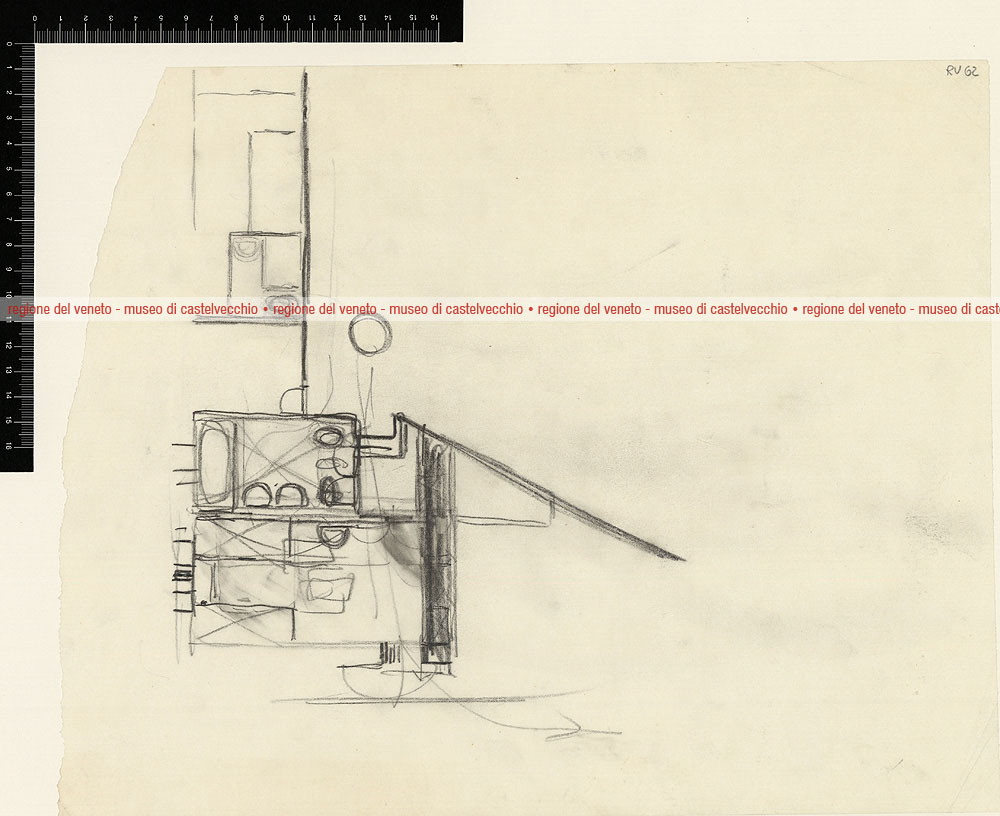 0 1 2 3 4 5 6 7 8 9 10 11 12 13 14 15 16
RV 62
0 1 2 3 4 5 6 7 8 9 10 11 12 13 14 15 16
regione del veneto - museo di castelvecchio • regione del veneto - museo di castelvecchio • regione del veneto - museo di castelvecchio • regione del veneto - museo di cast